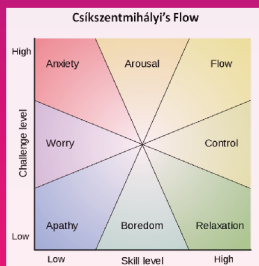 Csíkszentmihályi's Flow
High
Anxiety
Arousal
Flow
Challenge level
Worry
Control
Apathy
Boredom
Relaxation
Low
Low
Skill level
High